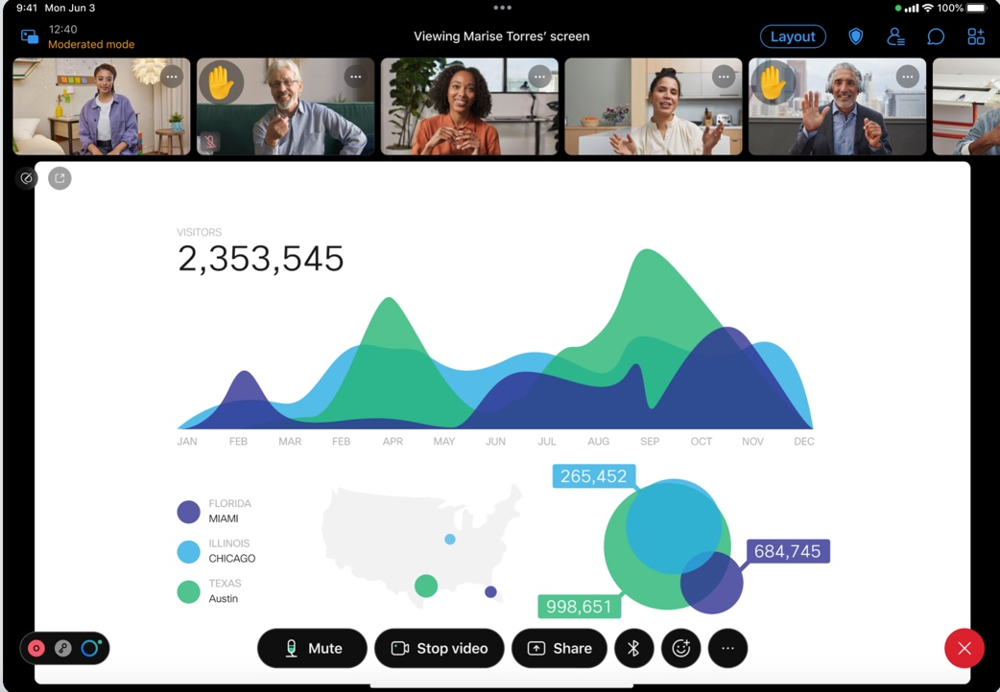 9:41 Mon Jun 3
100%
12:40
Moderated mode
Viewing Marise Torres’ screen
Layout
VISITORS
2,353,545
JAN FEB MAR FEB APR MAY JUN JUL AUG SEP OCT NOV DEC
FLORIDA
MIAMI
ILLINOIS
CHICAGO
TEXAS
Austin
265,452
684,745
998,651
Mute
Stop video
Share